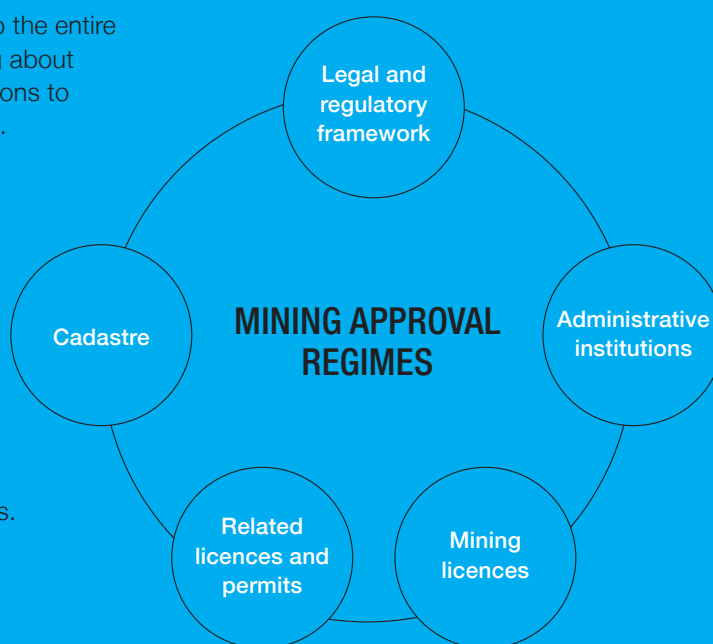 o the entire
g about
ons to
.
Legal and
regulatory
framework
Cadastre
MINING APPROVAL
REGIMES
Administrative
institutions
s.
Related
licences and
permits
Mining
licences